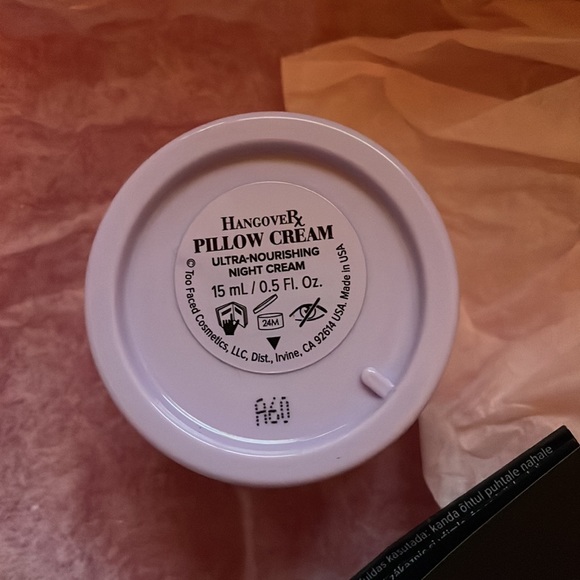 HANGOVERX
PILLOW CREAM
ULTRA-NOURISHING
NIGHT CREAM
15 mL / 0.5 Fl. Oz.
24M
© Too Faced Cosmetics, LLC, Dist., Irvine, CA 92614 USA. Made in USA
A60
kasutada, kanda õhtul puhtale nahale